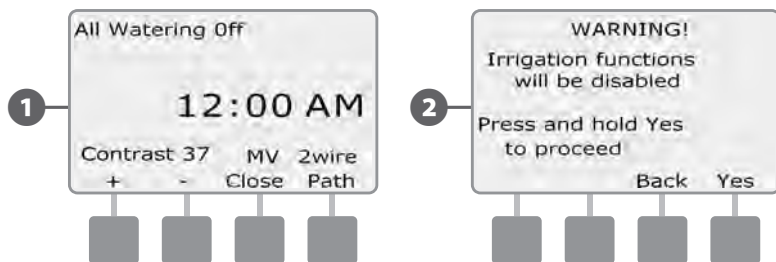 1
All Watering Off
12:00 AM
Contrast 37 MV 2wire
+ - Close Path
2
WARNING!
Irrigation functions
will be disabled
Press and hold Yes
to proceed
Back Yes